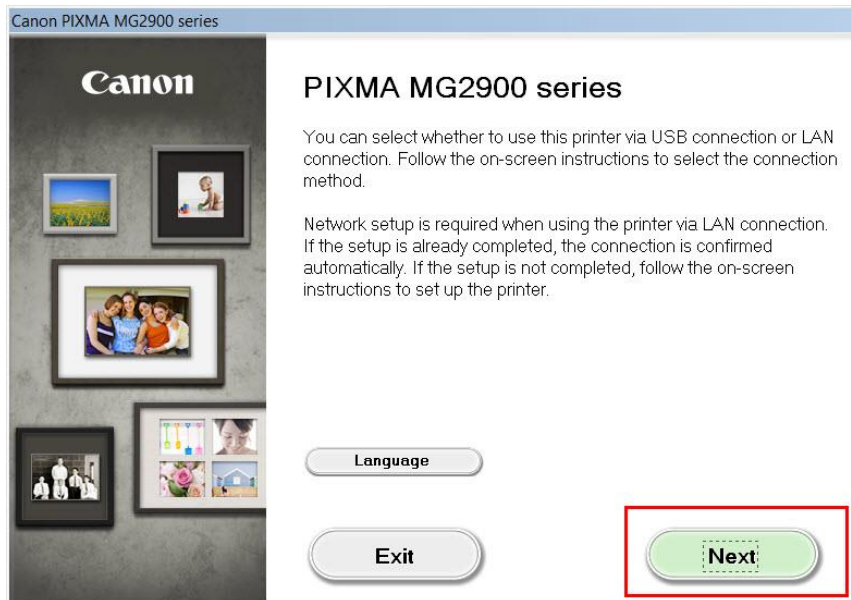 Canon PIXMA MG2900 series
Canon
PIXMA MG2900 series
You can select whether to use this printer via USB connection or LAN
connection. Follow the on-screen instructions to select the connection
method.
Network setup is required when using the printer via LAN connection.
If the setup is already completed, the connection is confirmed
automatically. If the setup is not completed, follow the on-screen
instructions to set up the printer.
Language
Exit
Next